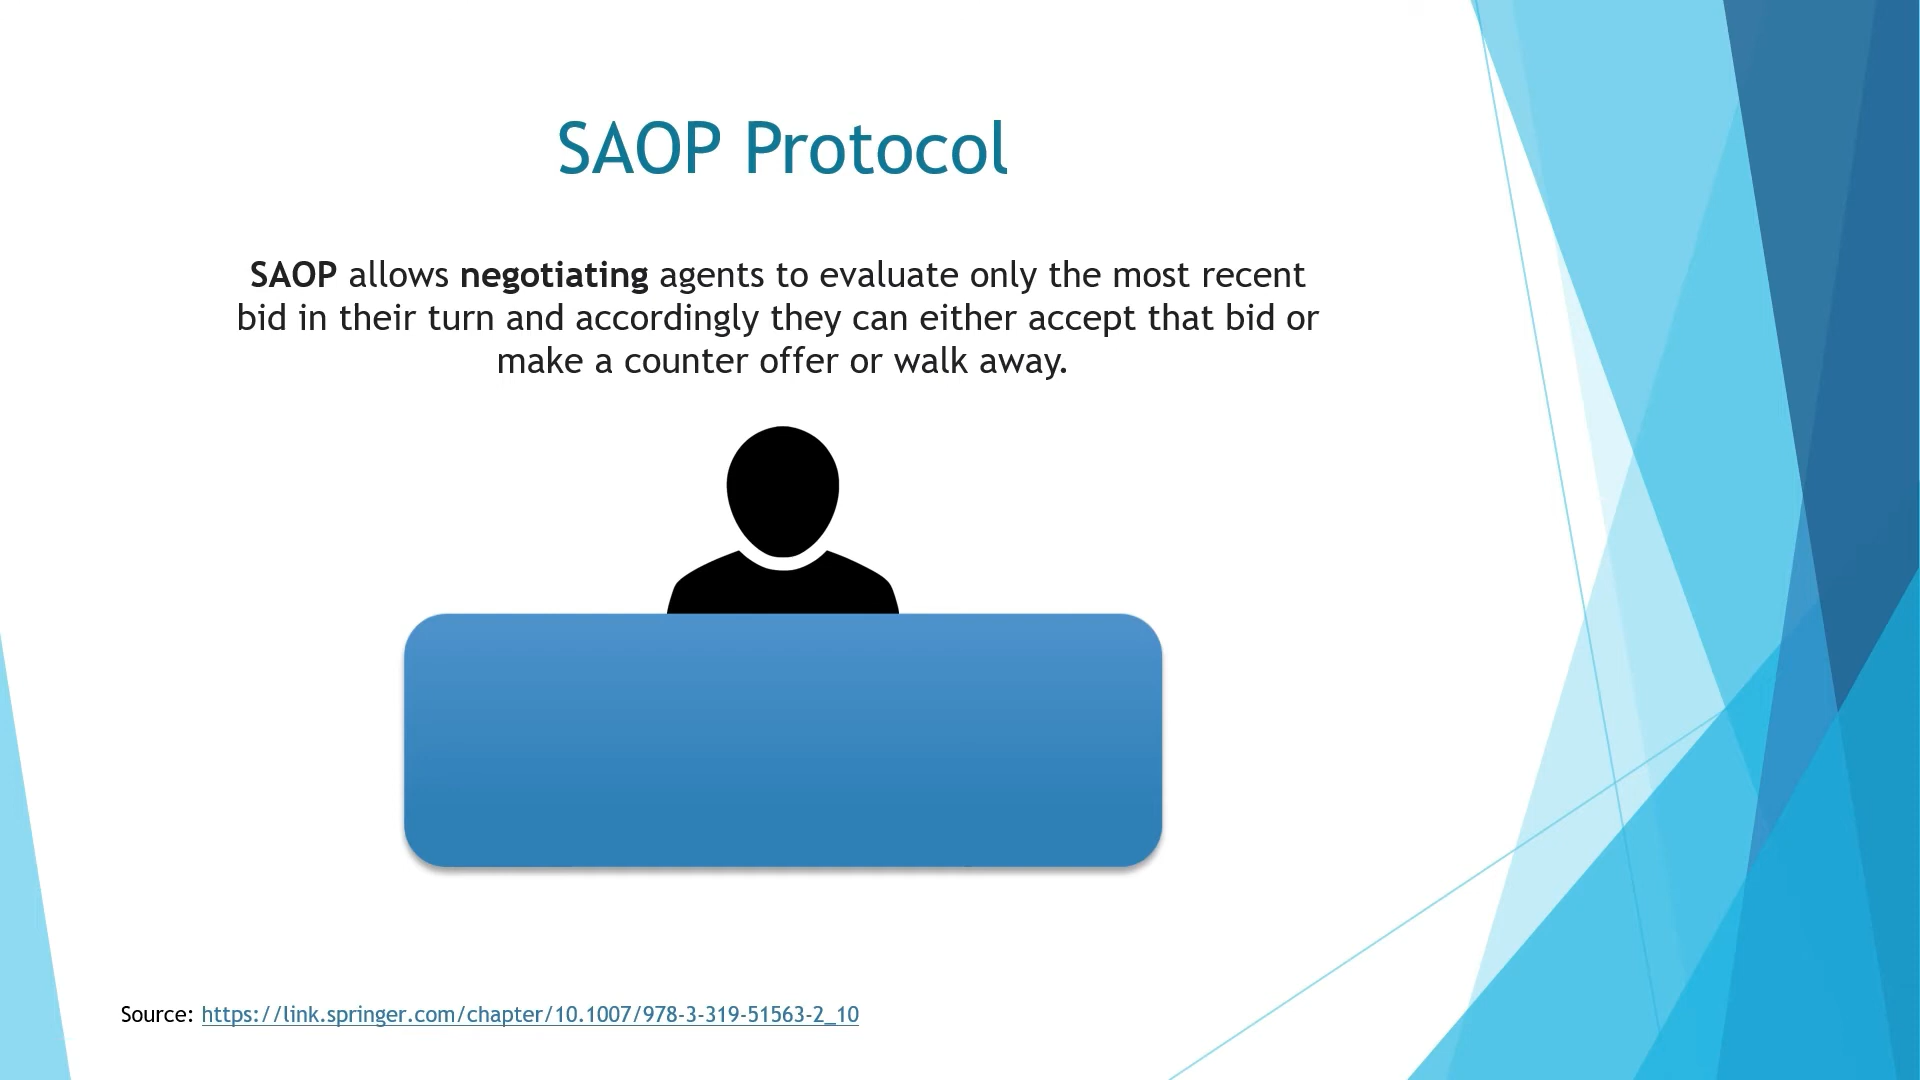 SAOP Protocol
SAOP allows negotiating agents to evaluate only the most recent
bid in their turn and accordingly they can either accept that bid or
make a counter offer or walk away.
Source: https://link.springer.com/chapter/10.1007/978-3-319-51563-2_10